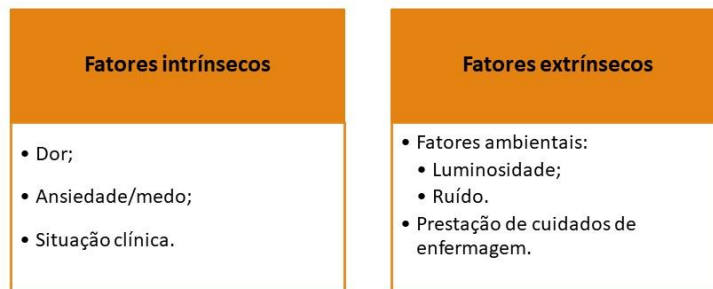 Fatores intrínsecos
• Dor;
• Ansiedade/medo;
• Situação clínica.
Fatores extrínsecos
• Fatores ambientais:
• Luminosidade;
• Ruído.
• Prestação de cuidados de
enfermagem.